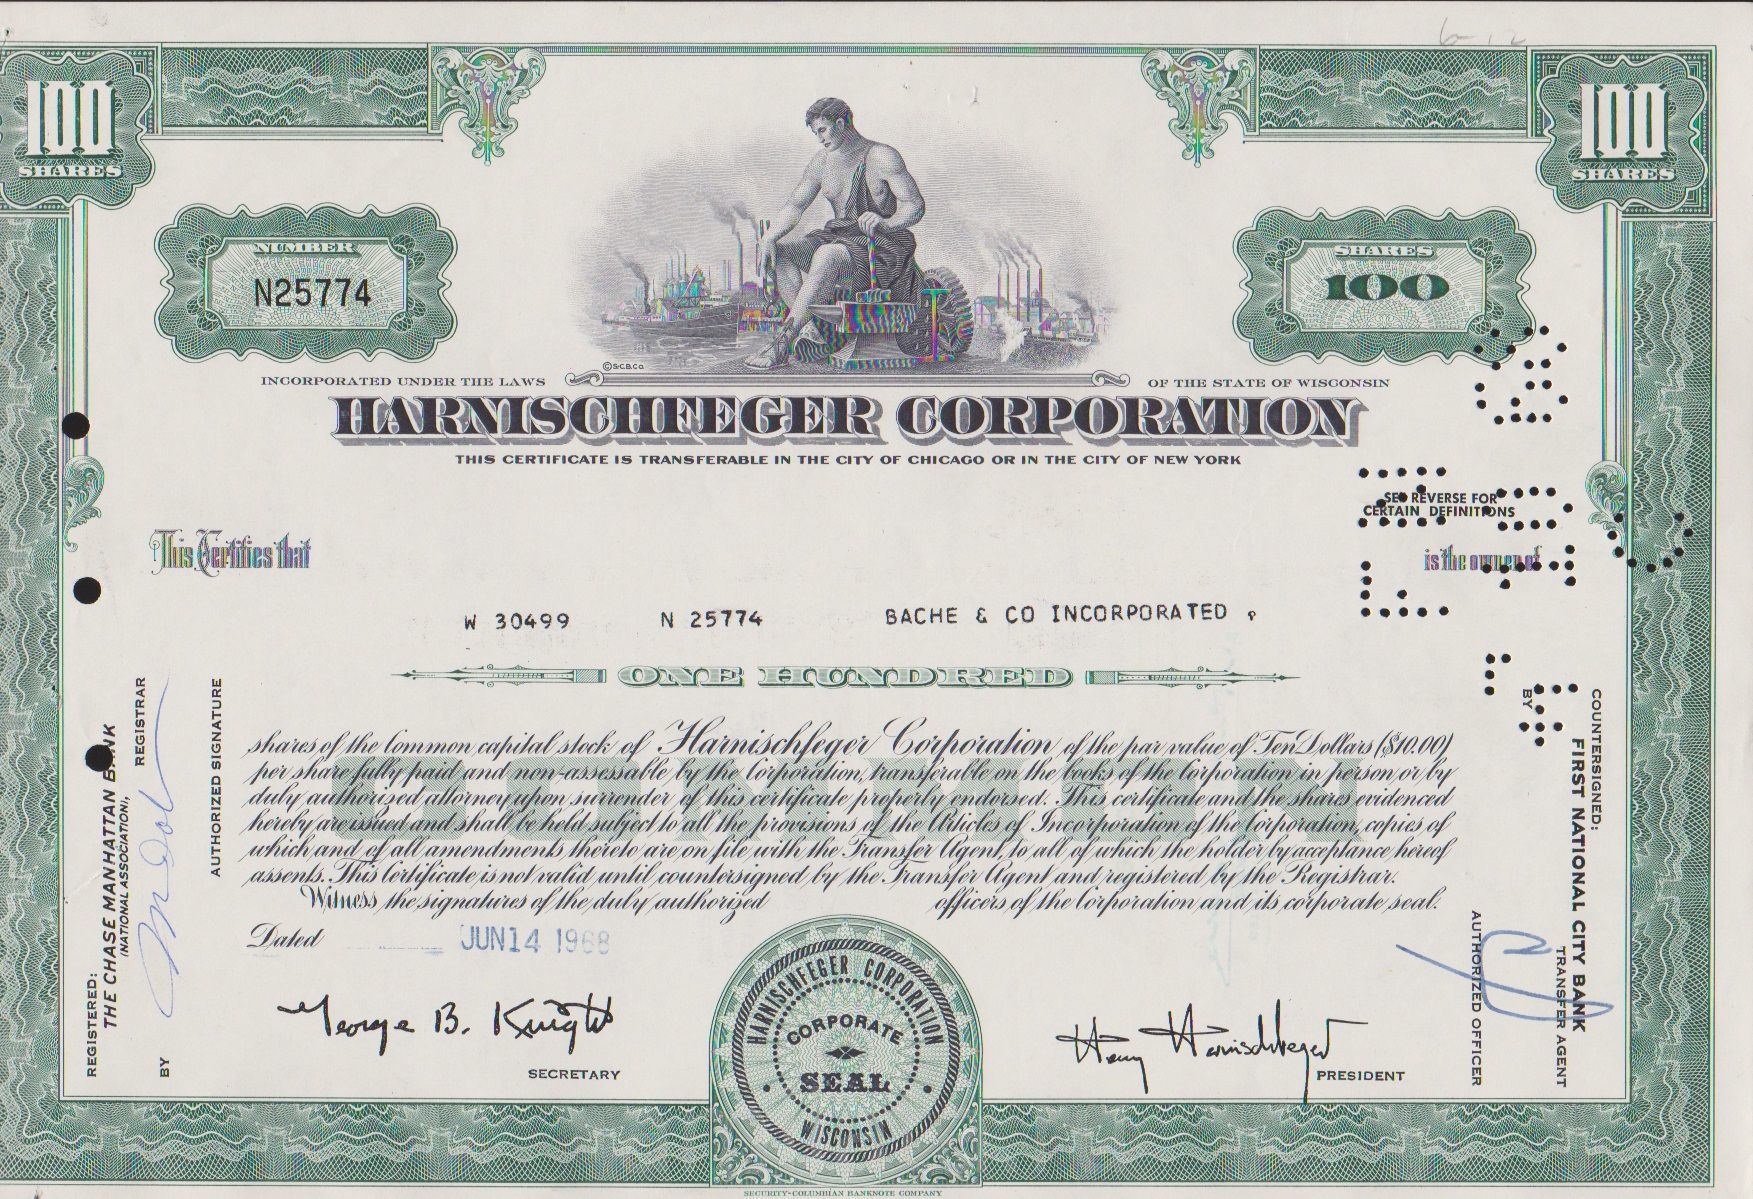 100 SHARES
100 SHARES
NUMBER
N25774
SHARES
100
©S-C.B.Co.
INCORPORATED UNDER THE LAWS
OF THE STATE OF WISCONSIN
HARNISCHFEGER CORPORATION
THIS CERTIFICATE IS TRANSFERABLE IN THE CITY OF CHICAGO OR IN THE CITY OF NEW YORK
SEE REVERSE FOR
CERTAIN DEFINITIONS
This Certifies that
is the owner of
W 30499 N 25774 BACHE & CO INCORPORATED
ONE HUNDRED
COMMON
shares of the Common capital stock of Harnischfeger Corporation of the par value of Ten Dollars ($10.00)
per share fully paid and non-assessable by the Corporation, transferable on the books of the Corporation in person or by
duly authorized attorney upon surrender of this certificate properly endorsed. This certificate and the shares evidenced
hereby are issued and shall be held subject to all the provisions of the Articles of Incorporation of the Corporation, copies of
which and of all amendments thereto are on file with the Transfer Agent, to all of which the holder by acceptance hereof
assents. This Certificate is not valid until countersigned by the Transfer Agent and registered by the Registrar.
Witness the signatures of the duly authorized officers of the Corporation and its corporate seal.
Dated JUN 14 1968
George B. Knight
SECRETARY
HARNISCHFEGER CORPORATION
CORPORATE
SEAL
WISCONSIN
Harry Harnischfeger
PRESIDENT
REGISTERED:
THE CHASE MANHATTAN BANK
(NATIONAL ASSOCIATION),
REGISTRAR
BY
AUTHORIZED SIGNATURE
COUNTERSIGNED:
FIRST NATIONAL CITY BANK
TRANSFER AGENT
BY
AUTHORIZED OFFICER
SECURITY-COLUMBIAN BANKNOTE COMPANY